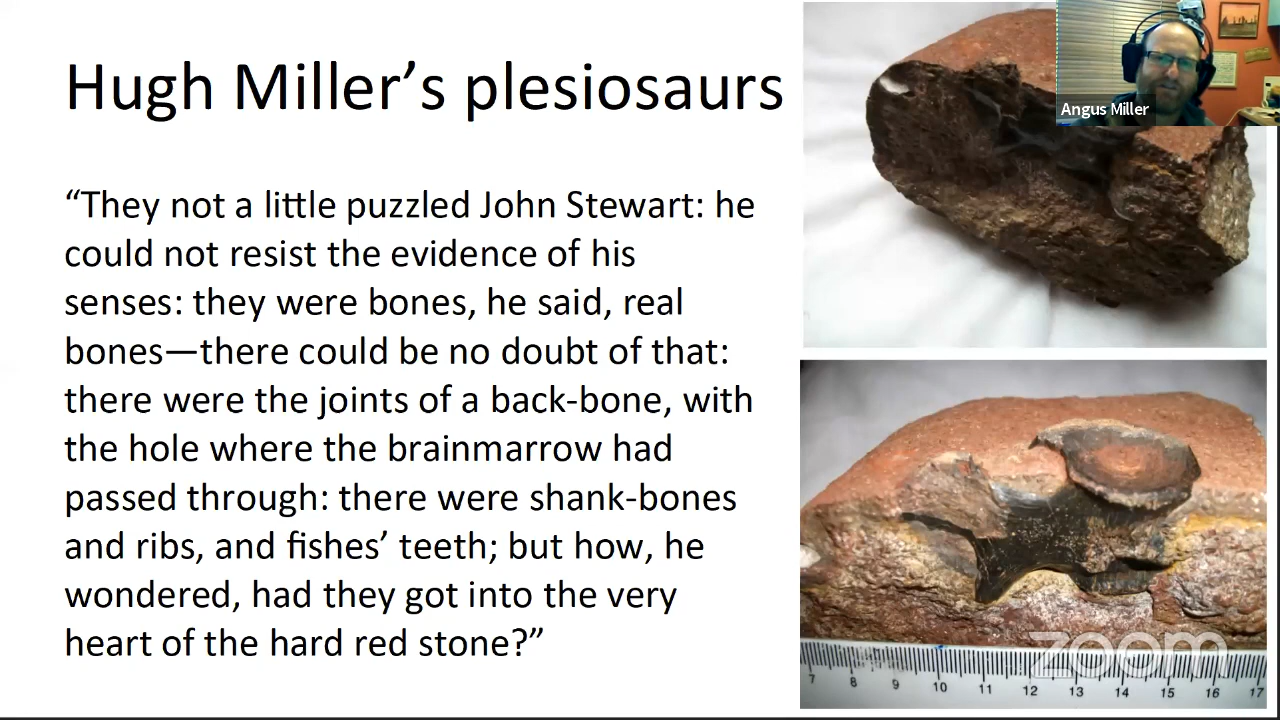 Hugh Miller’s plesiosaurs
“They not a little puzzled John Stewart: he
could not resist the evidence of his
senses: they were bones, he said, real
bones—there could be no doubt of that:
there were the joints of a back-bone, with
the hole where the brainmarrow had
passed through: there were shank-bones
and ribs, and fishes’ teeth; but how, he
wondered, had they got into the very
heart of the hard red stone?”
Angus Miller
zoom
7 8 9 10 11 12 13 14 15 16 17